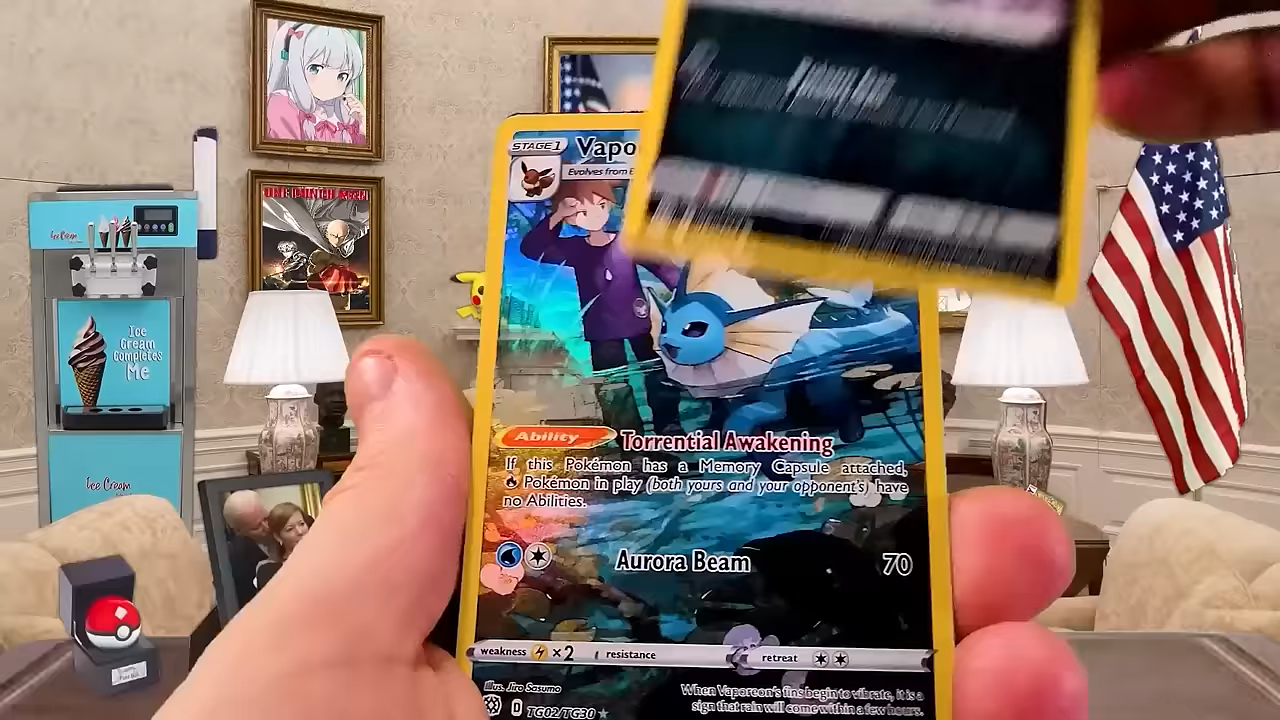 ONE-PUNCH MAN
STAGE 1
Vapo
Evolves from E
Ice Cream
Ice
Cream
Completes
Me
Ice Cream
Ability
Torrential Awakening
If this Pokémon has a Memory Capsule attached,
Pokémon in play (both yours and your opponent's) have
no Abilities.
Aurora Beam 70
weakness ×2 resistance retreat
Illus. Jiro Sasumo
D TG02/TG30 ★
When Vaporeon's fins begin to vibrate, it is a
sign that rain will come within a few hours.